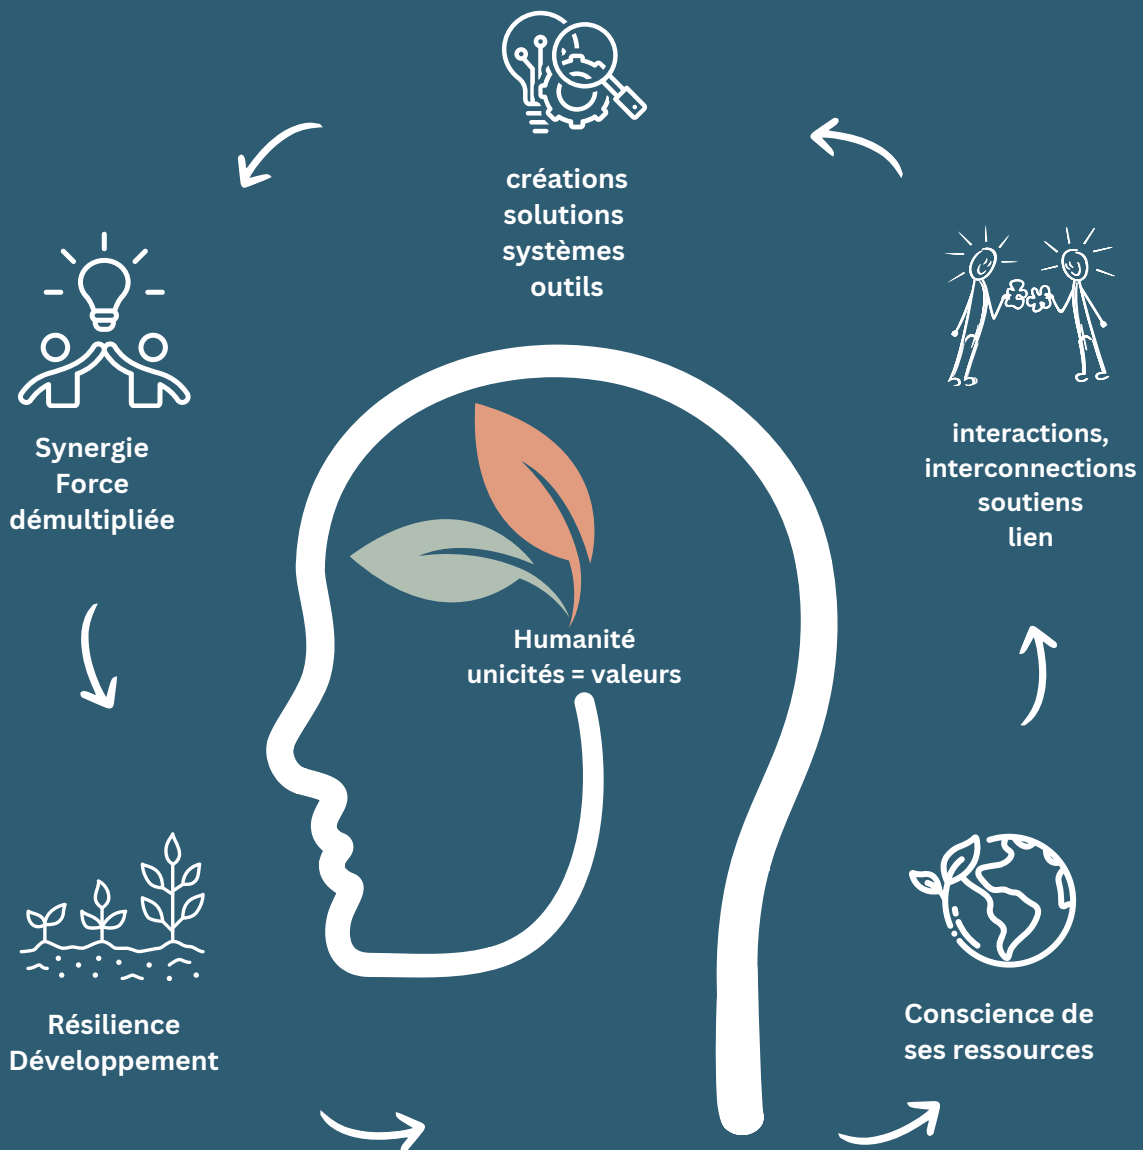 créations
solutions
systèmes
outils
Synergie
Force
démultipliée
interactions,
interconnections
soutiens
lien
Humanité
unicités = valeurs
Résilience
Développement
Conscience de
ses ressources